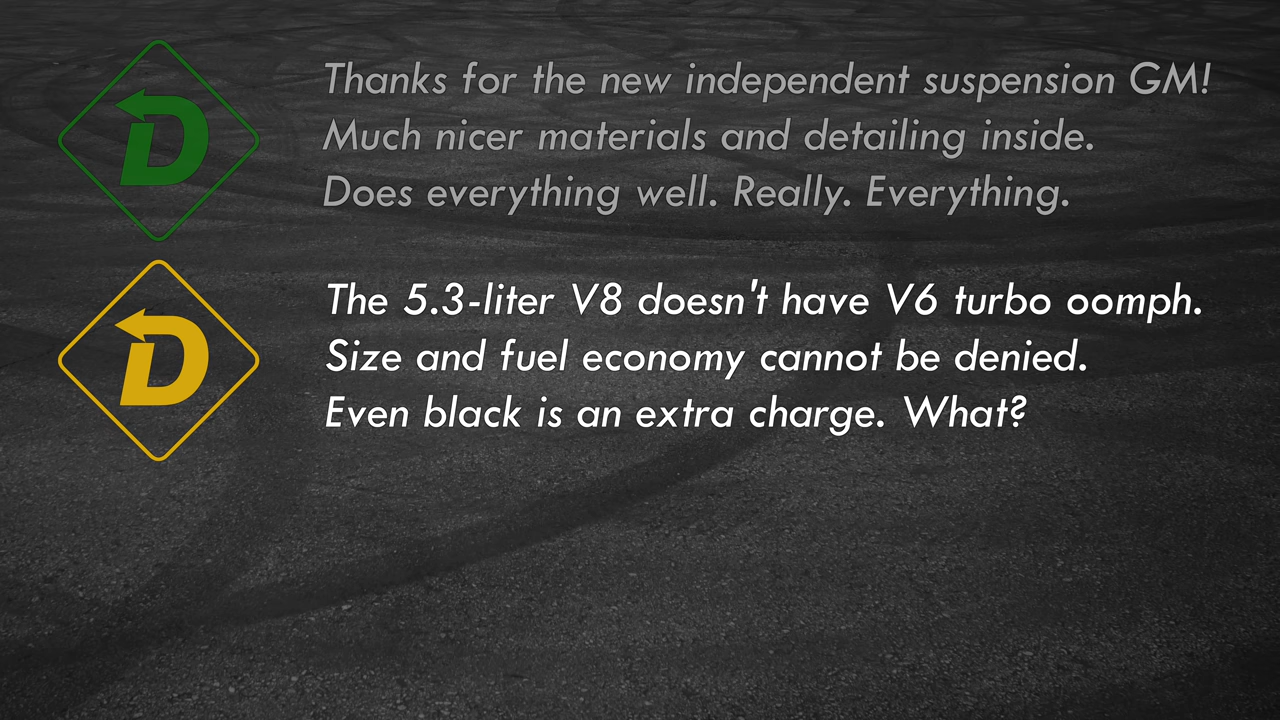 D
Thanks for the new independent suspension GM!
Much nicer materials and detailing inside.
Does everything well. Really. Everything.
D
The 5.3-liter V8 doesn't have V6 turbo oomph.
Size and fuel economy cannot be denied.
Even black is an extra charge. What?